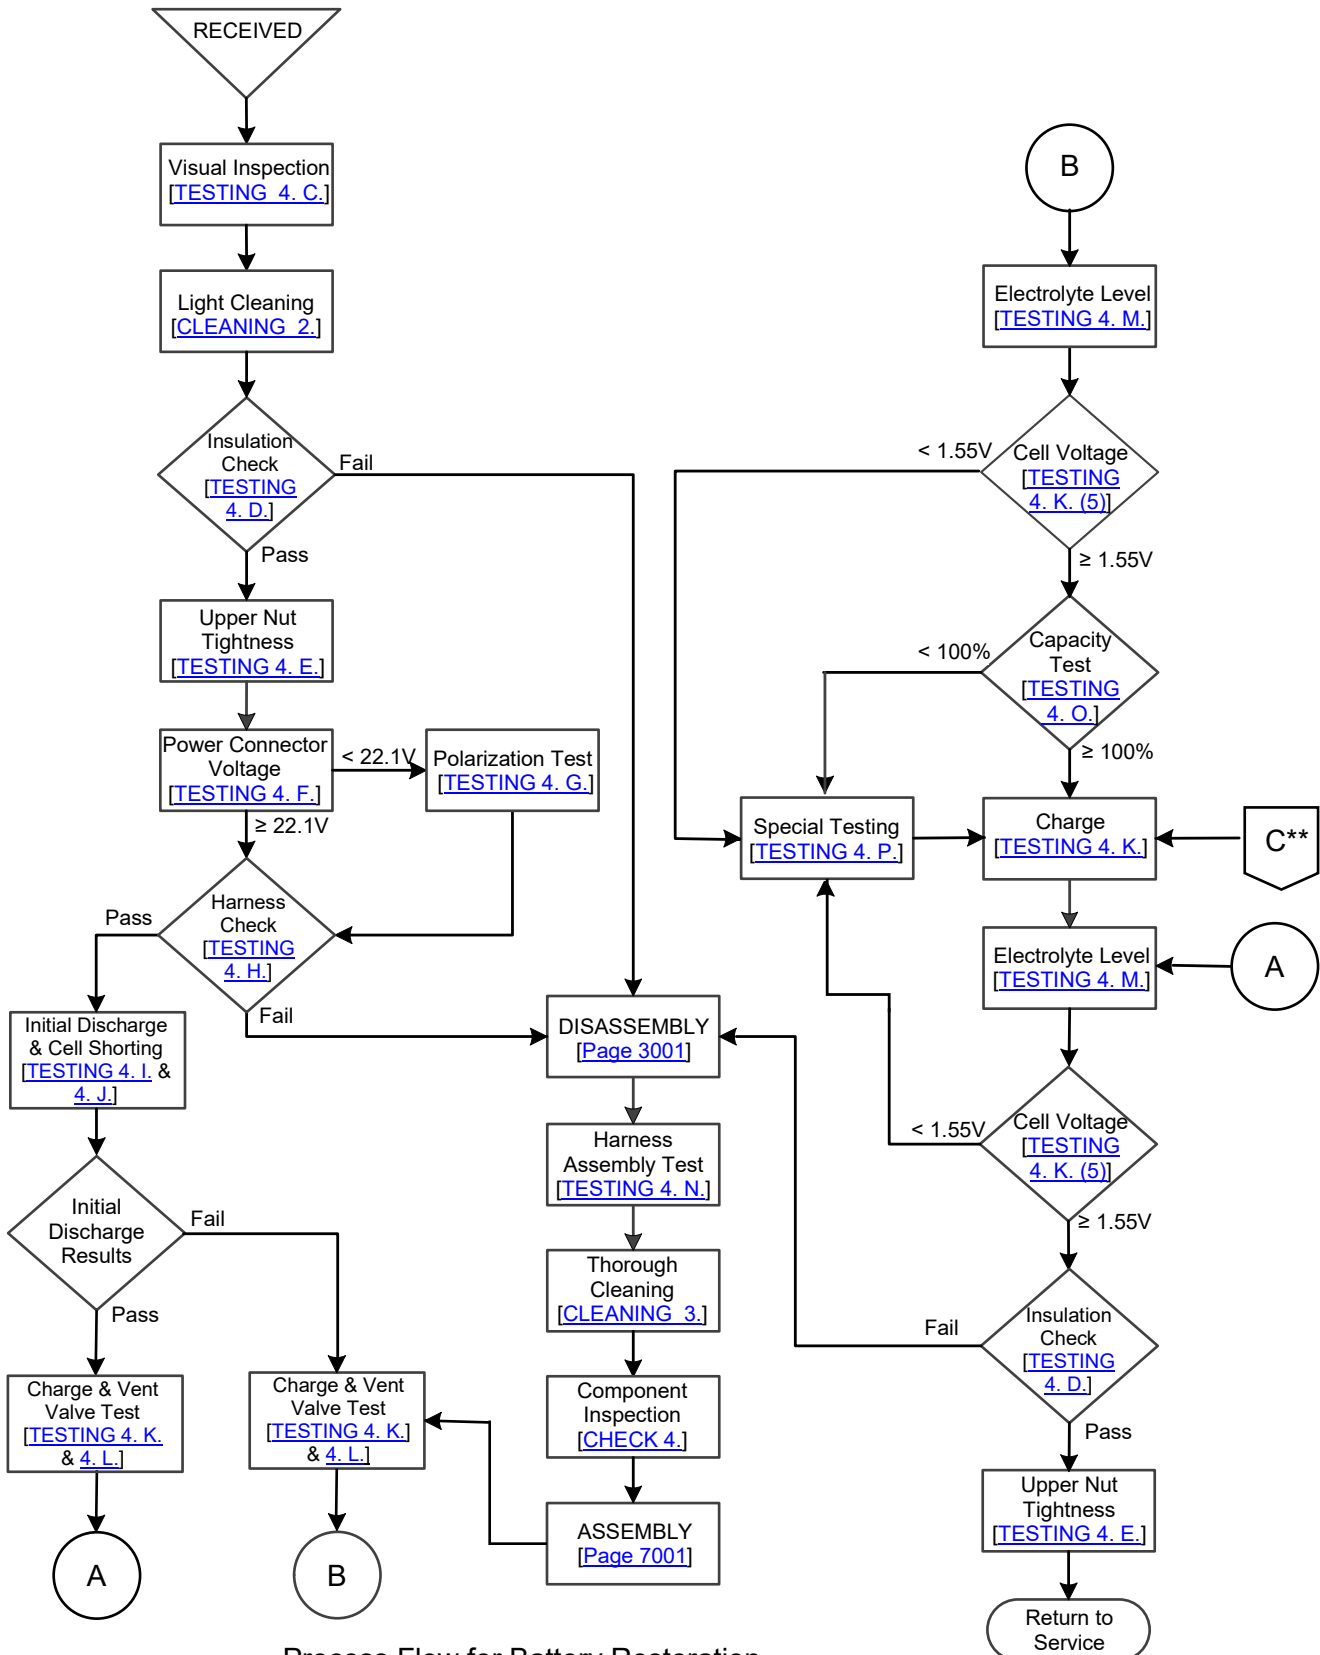 RECEIVED
Visual Inspection
[TESTING  4. C.]
Light Cleaning
[CLEANING  2.]
Insulation
Check
[TESTING
4. D.]
Fail
Pass
Upper Nut
Tightness
[TESTING 4. E.]
Power Connector
Voltage
[TESTING 4. F.]
< 22.1V
Polarization Test
[TESTING 4. G.]
≥ 22.1V
Harness
Check
[TESTING
4. H.]
Pass
Fail
Initial Discharge
& Cell Shorting
[TESTING 4. I. &
4. J.]
Initial
Discharge
Results
Fail
Pass
Charge & Vent
Valve Test
[TESTING 4. K.
& 4. L.]
A
Charge & Vent
Valve Test
[TESTING 4. K.]
& 4. L.]
B
DISASSEMBLY
[Page 3001]
Harness
Assembly Test
[TESTING 4. N.]
Thorough
Cleaning
[CLEANING  3.]
Component
Inspection
[CHECK 4.]
ASSEMBLY
[Page 7001]
B
Electrolyte Level
[TESTING 4. M.]
< 1.55V
Cell Voltage
[TESTING
4. K. (5)]
≥ 1.55V
< 100%
Capacity
Test
[TESTING
4. O.]
≥ 100%
Special Testing
[TESTING 4. P.]
Charge
[TESTING 4. K.]
C**
Electrolyte Level
[TESTING 4. M.]
A
< 1.55V
Cell Voltage
[TESTING
4. K. (5)]
≥ 1.55V
Fail
Insulation
Check
[TESTING
4. D.]
Pass
Upper Nut
Tightness
[TESTING 4. E.]
Return to
Service
Process Flow for Battery Restoration